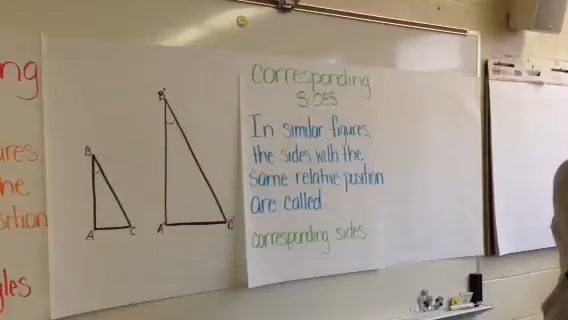 ng
ures,
he
sition
gles
B
A
C
B'
A'
C'
Corresponding
sides
In similar figures,
the sides with the
same relative position
are called:
corresponding sides